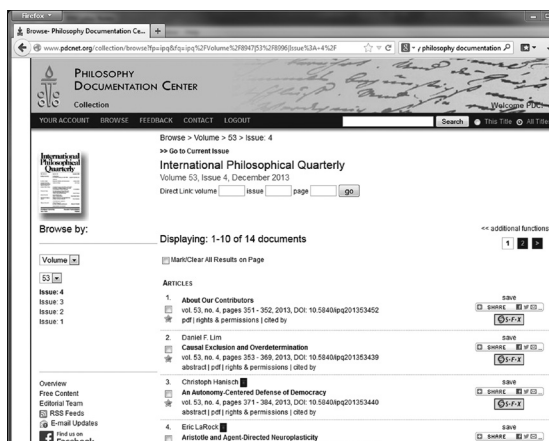 Firefox
Browse- Philosophy Documentation Ce...
www.pdcnet.org/collection/browse?fp=ipq&fq=ipq%2FVolume%2F8947|53%2F8996|Issue%3A+4%2F
philosophy documentation
PHILOSOPHY
DOCUMENTATION CENTER
Collection
Welcome PDC!
YOUR ACCOUNT BROWSE FEEDBACK CONTACT LOGOUT
Search This Title All Titles
Browse > Volume > 53 > Issue: 4
>> Go to Current Issue
International Philosophical Quarterly
Volume 53, Issue 4, December 2013
Direct Link: volume issue page go
International
Philosophical
Quarterly
Browse by:
<< additional functions
Displaying: 1-10 of 14 documents
1 2 >
Volume
Mark/Clear All Results on Page
53
Issue: 4
Issue: 3
Issue: 2
Issue: 1
ARTICLES
1. About Our Contributors
vol. 53, no. 4, pages 351 - 352, 2013, DOI: 10.5840/ipq201353452
pdf | rights & permissions | cited by
save
SHARE
S·F·X
2. Daniel F. Lim
Causal Exclusion and Overdetermination
vol. 53, no. 4, pages 353 - 369, 2013, DOI: 10.5840/ipq201353439
abstract | pdf | rights & permissions | cited by
save
SHARE
S·F·X
3. Christoph Hanisch
An Autonomy-Centered Defense of Democracy
vol. 53, no. 4, pages 371 - 384, 2013, DOI: 10.5840/ipq201353440
abstract | pdf | rights & permissions | cited by
save
SHARE
S·F·X
4. Eric LaRock
Aristotle and Agent-Directed Neuroplasticity
save
SHARE
S·F·X
Overview
Free Content
Editorial Team
RSS Feeds
E-mail Updates
Find us on
Facebook